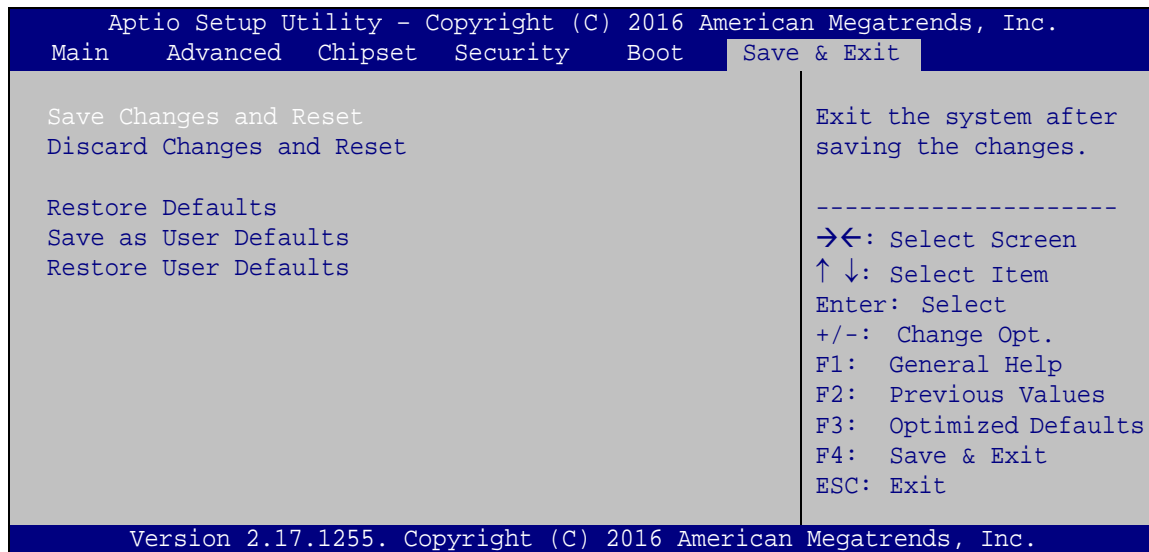 Aptio Setup Utility – Copyright (C) 2016 American Megatrends, Inc.
Main Advanced Chipset Security Boot Save & Exit
Save Changes and Reset
Discard Changes and Reset
Restore Defaults
Save as User Defaults
Restore User Defaults
Exit the system after
saving the changes.
---------------------
→←: Select Screen
↑ ↓: Select Item
Enter: Select
+/-: Change Opt.
F1: General Help
F2: Previous Values
F3: Optimized Defaults
F4: Save & Exit
ESC: Exit
Version 2.17.1255. Copyright (C) 2016 American Megatrends, Inc.